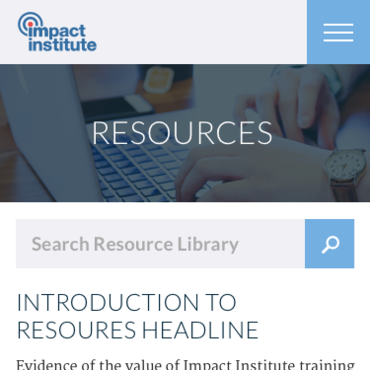 impact
institute
RESOURCES
Search Resource Library
INTRODUCTION TO
RESOURES HEADLINE
Evidence of the value of Impact Institute training